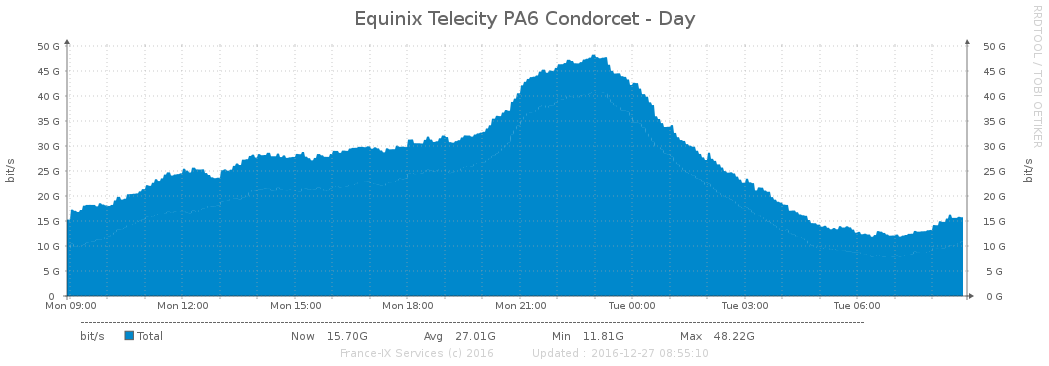 Equinix Telecity PA6 Condorcet - Day
RRDTOOL / TOBI OETIKER
bit/s
50 G 50 G
45 G 45 G
40 G 40 G
35 G 35 G
30 G 30 G
25 G 25 G
20 G 20 G
15 G 15 G
10 G 10 G
5 G 5 G
0 0 G
bit/s
Mon 09:00 Mon 12:00 Mon 15:00 Mon 18:00 Mon 21:00 Tue 00:00 Tue 03:00 Tue 06:00
bit/s Total Now 15.70G Avg 27.01G Min 11.81G Max 48.22G
France-IX Services (c) 2016 Updated : 2016-12-27 08:55:10